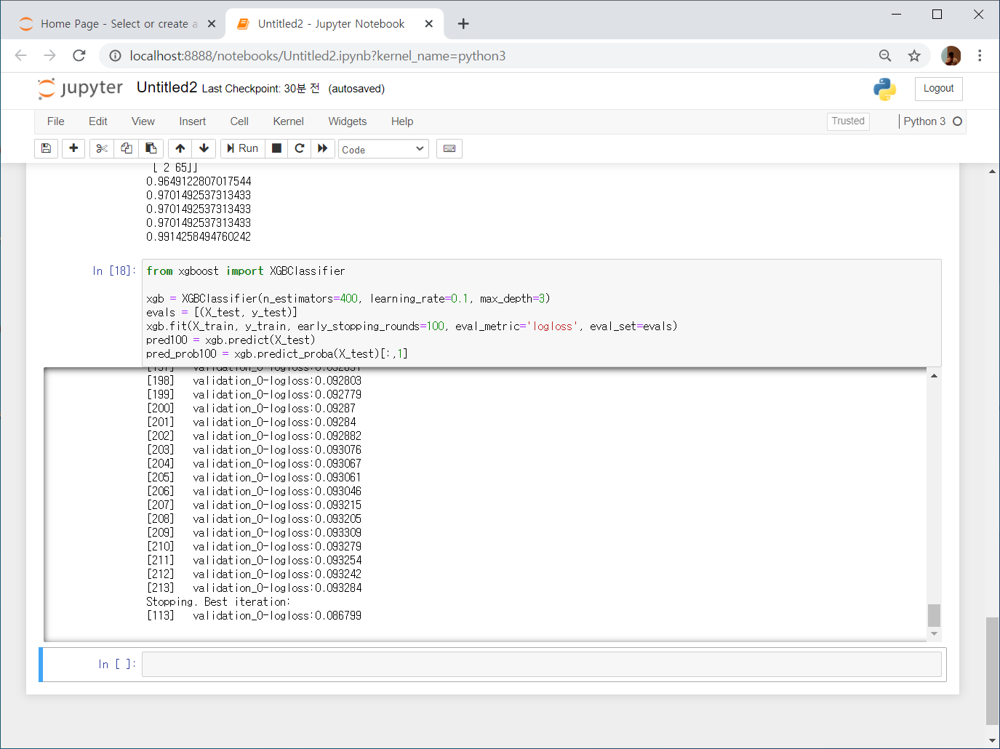 Home Page - Select or create a
Untitled2 - Jupyter Notebook
localhost:8888/notebooks/Untitled2.ipynb?kernel_name=python3
jupyter Untitled2 Last Checkpoint: 30분 전 (autosaved)
Logout
File Edit View Insert Cell Kernel Widgets Help
Trusted
Python 3
Run
Code
[ 2 65]]
0.9649122807017544
0.9701492537313433
0.9701492537313433
0.9701492537313433
0.9914258494760242
In [18]:
from xgboost import XGBClassifier
xgb = XGBClassifier(n_estimators=400, learning_rate=0.1, max_depth=3)
evals = [(X_test, y_test)]
xgb.fit(X_train, y_train, early_stopping_rounds=100, eval_metric='logloss', eval_set=evals)
pred100 = xgb.predict(X_test)
pred_prob100 = xgb.predict_proba(X_test)[:,1]
[198] validation_0-logloss:0.092803
[199] validation_0-logloss:0.092779
[200] validation_0-logloss:0.09287
[201] validation_0-logloss:0.09284
[202] validation_0-logloss:0.092882
[203] validation_0-logloss:0.093076
[204] validation_0-logloss:0.093067
[205] validation_0-logloss:0.093061
[206] validation_0-logloss:0.093046
[207] validation_0-logloss:0.093215
[208] validation_0-logloss:0.093205
[209] validation_0-logloss:0.093309
[210] validation_0-logloss:0.093279
[211] validation_0-logloss:0.093254
[212] validation_0-logloss:0.093242
[213] validation_0-logloss:0.093284
Stopping. Best iteration:
[113] validation_0-logloss:0.086799
In [ ]: